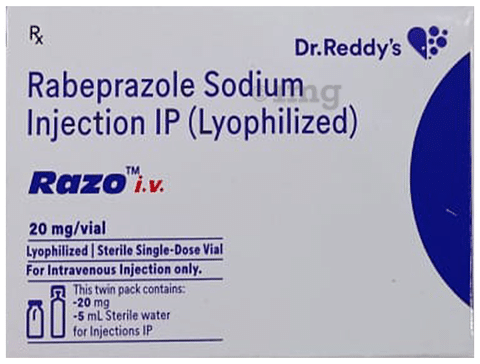 Rx
Dr.Reddy's
Rabeprazole Sodium
Injection IP (Lyophilized)
Razo™ i.v.
20 mg/vial
Lyophilized | Sterile Single-Dose Vial
For Intravenous Injection only.
This twin pack contains:
-20 mg
-5 mL Sterile water
for Injections IP